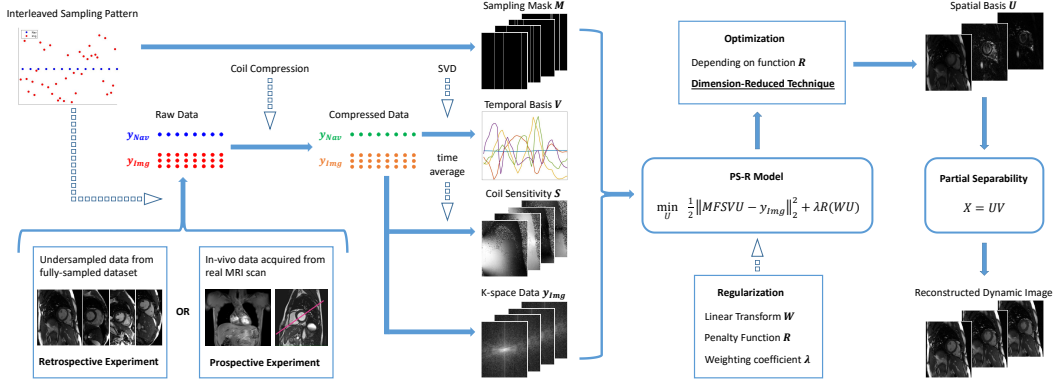 Interleaved Sampling Pattern
Nav
Img
Coil Compression
Raw Data
y_Nav
y_Img
Compressed Data
y_Nav
y_Img
SVD
time
average
Undersampled data from
fully-sampled dataset
Retrospective Experiment
OR
In-vivo data acquired from
real MRI scan
Prospective Experiment
Sampling Mask M
Temporal Basis V
Coil Sensitivity S
K-space Data y_Img
Optimization
Depending on function R
Dimension-Reduced Technique
PS-R Model
min_U 1/2‖MFSVU − y_Img‖₂² + λR(WU)
Regularization
Linear Transform W
Penalty Function R
Weighting coefficient λ
Spatial Basis U
Partial Separability
X = UV
Reconstructed Dynamic Image